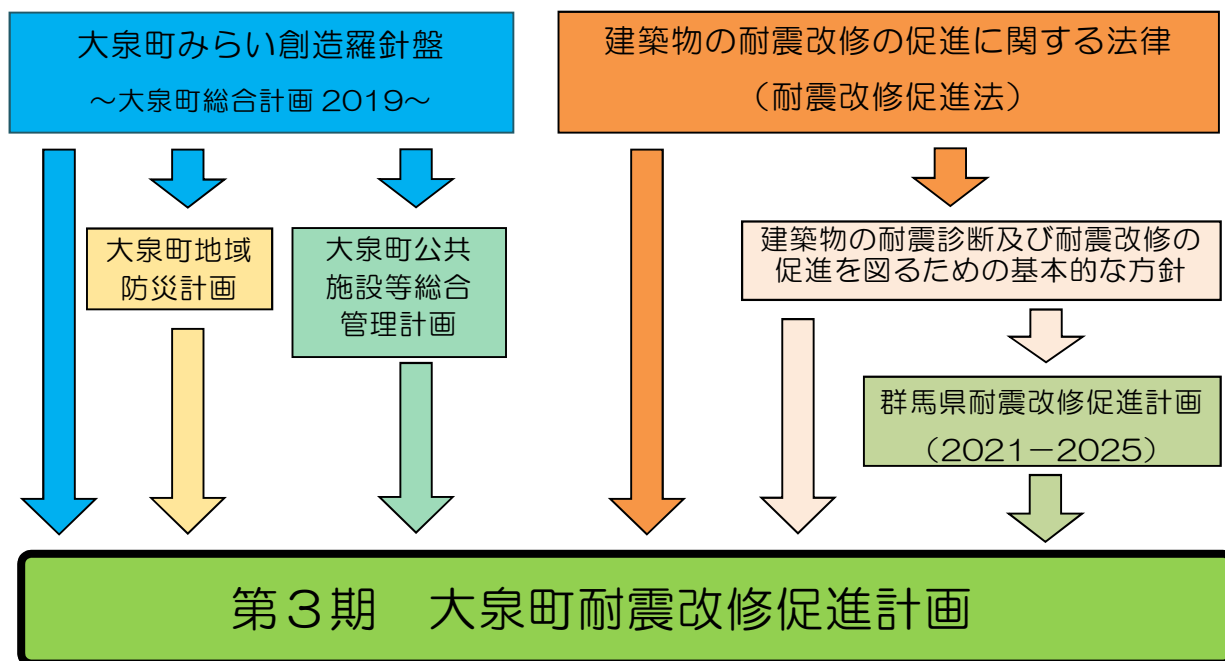 大泉町みらい創造羅針盤
～大泉町総合計画 2019～
建築物の耐震改修の促進に関する法律
（耐震改修促進法）
大泉町地域
防災計画
大泉町公共
施設等総合
管理計画
建築物の耐震診断及び耐震改修の
促進を図るための基本的な方針
群馬県耐震改修促進計画
（2021－2025）
第３期　大泉町耐震改修促進計画